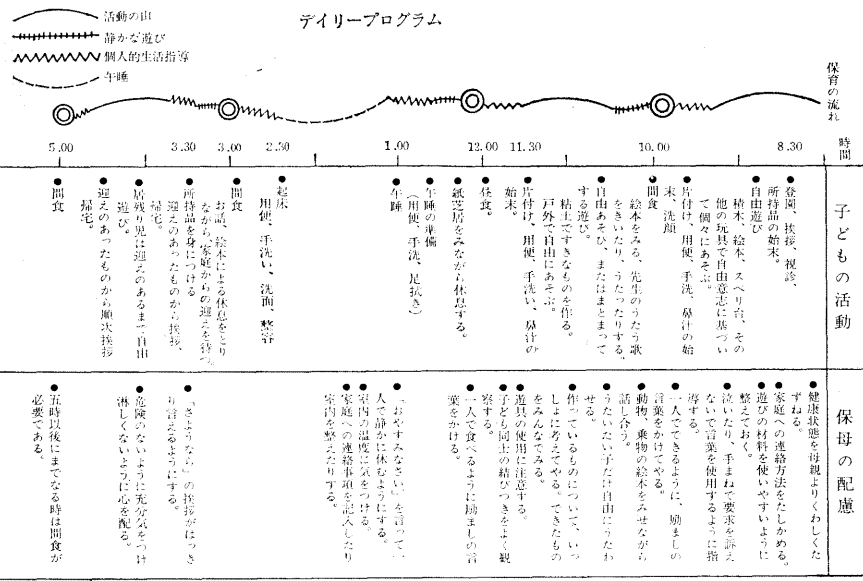 デイリープログラム
活動の山
静かな遊び
個人的生活指導
午睡
保育の流れ
時間
8.30
10.00
11.30
12.00
1.00
2.30
3.00
3.30
5.00
子どもの活動
●登園、挨拶、視診、
所持品の始末。
●自由遊び
積木、絵本、スベリ台、その
他の玩具で自由意志に基づい
て個々にあそぶ。
●片付け、用便、手洗、鼻汁の始
末、洗顔
●間食
絵本をみる、先生のうたう歌
をきいたり、うたったりする。
●自由あそび、またはまとまって
する遊び。
粘土ですきなものを作る。
戸外で自由にあそぶ。
●片付け、用便、手洗い、鼻汁の
始末。
●昼食。
●紙芝居をみながら休息する。
●午睡の準備
(用便、手洗、足拭き)
●午睡
●起床
用便、手洗い、洗面、整容
●間食
お話、絵本による休息をとり
ながら、家庭からの迎えを待つ。
●所持品を身につける
迎えのあったものから挨拶、
帰宅。
●居残り児は迎えのあるまで自由
遊び。
●迎えのあったものから順次挨拶
帰宅。
●間食
保母の配慮
●健康状態を母親よりくわしくた
ずねる。
●家庭への連絡方法をたしかめる。
●遊びの材料を使いやすいように
整えておく。
●泣いたり、手まねで要求を訴え
ないで言葉を使用するように指
導する。
●一人でできるように、励ましの
言葉をかけてやる。
●動物、乗物の絵本をみせながら
話し合う。
●うたいたい子だけ自由にうたわ
せる。
●作っているものについて、いっ
しょに考えてやる。できたもの
をみんなでみる。
●遊具の使用に注意する。
●子ども同士の結びつきをよく観
察する。
●一人で食べるように励ましの言
葉をかける。
●「おやすみなさい」を言って一
人で静かに休むようにする。
●室内の温度に気をつける。
●家庭への連絡事項を記入したり
室内を整えたりする。
●「さようなら」の挨拶がはっき
り言えるようにする。
●危険のないように充分気をつけ
淋しくないように心を配る。
●五時以後にまでなる時は間食が
必要である。